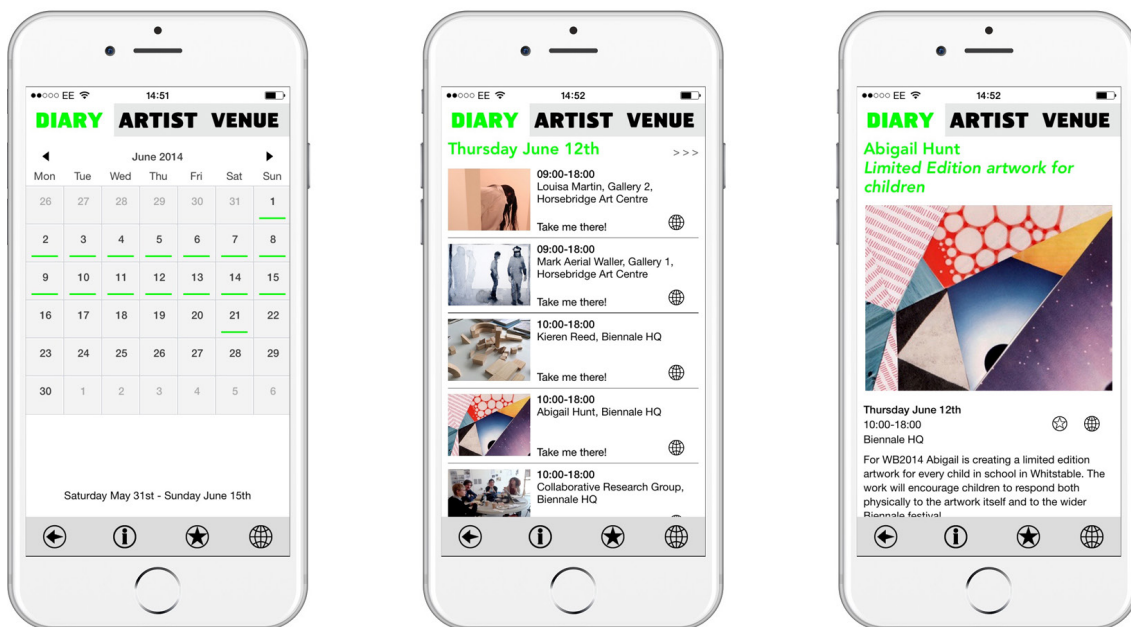 EE 14:51
DIARY ARTIST VENUE
June 2014
Mon Tue Wed Thu Fri Sat Sun
26 27 28 29 30 31 1
2 3 4 5 6 7 8
9 10 11 12 13 14 15
16 17 18 19 20 21 22
23 24 25 26 27 28 29
30 1 2 3 4 5 6
Saturday May 31st - Sunday June 15th
EE 14:52
DIARY ARTIST VENUE
Thursday June 12th >>>
09:00-18:00
Louisa Martin, Gallery 2,
Horsebridge Art Centre
Take me there!
09:00-18:00
Mark Aerial Waller, Gallery 1,
Horsebridge Art Centre
Take me there!
10:00-18:00
Kieren Reed, Biennale HQ
Take me there!
10:00-18:00
Abigail Hunt, Biennale HQ
Take me there!
10:00-18:00
Collaborative Research Group,
Biennale HQ
EE 14:52
DIARY ARTIST VENUE
Abigail Hunt
Limited Edition artwork for
children
Thursday June 12th
10:00-18:00
Biennale HQ
For WB2014 Abigail is creating a limited edition
artwork for every child in school in Whitstable. The
work will encourage children to respond both
physically to the artwork itself and to the wider
Biennale festival